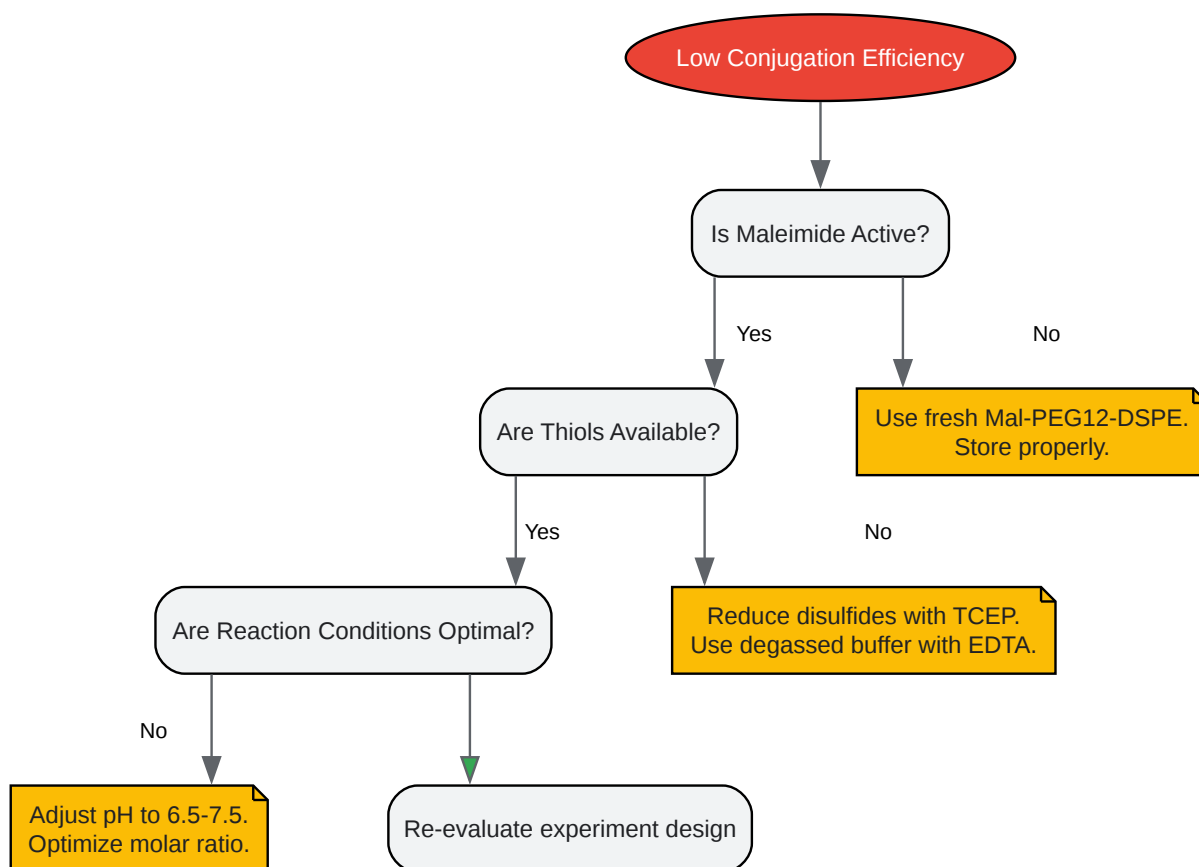 Low Conjugation Efficiency
Is Maleimide Active?
Yes
No
Are Thiols Available?
Use fresh Mal-PEG12-DSPE.
Store properly.
Yes
No
Are Reaction Conditions Optimal?
Reduce disulfides with TCEP.
Use degassed buffer with EDTA.
No
Adjust pH to 6.5-7.5.
Optimize molar ratio.
Re-evaluate experiment design